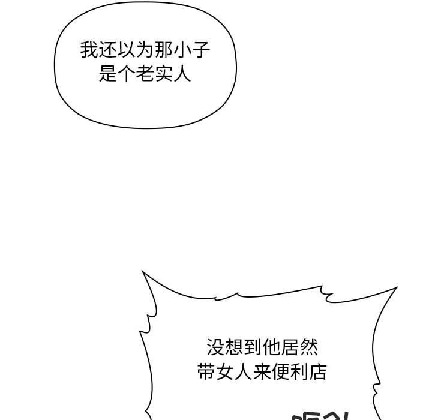 我还以为那小子
是个老实人
没想到他居然
带女人来便利店